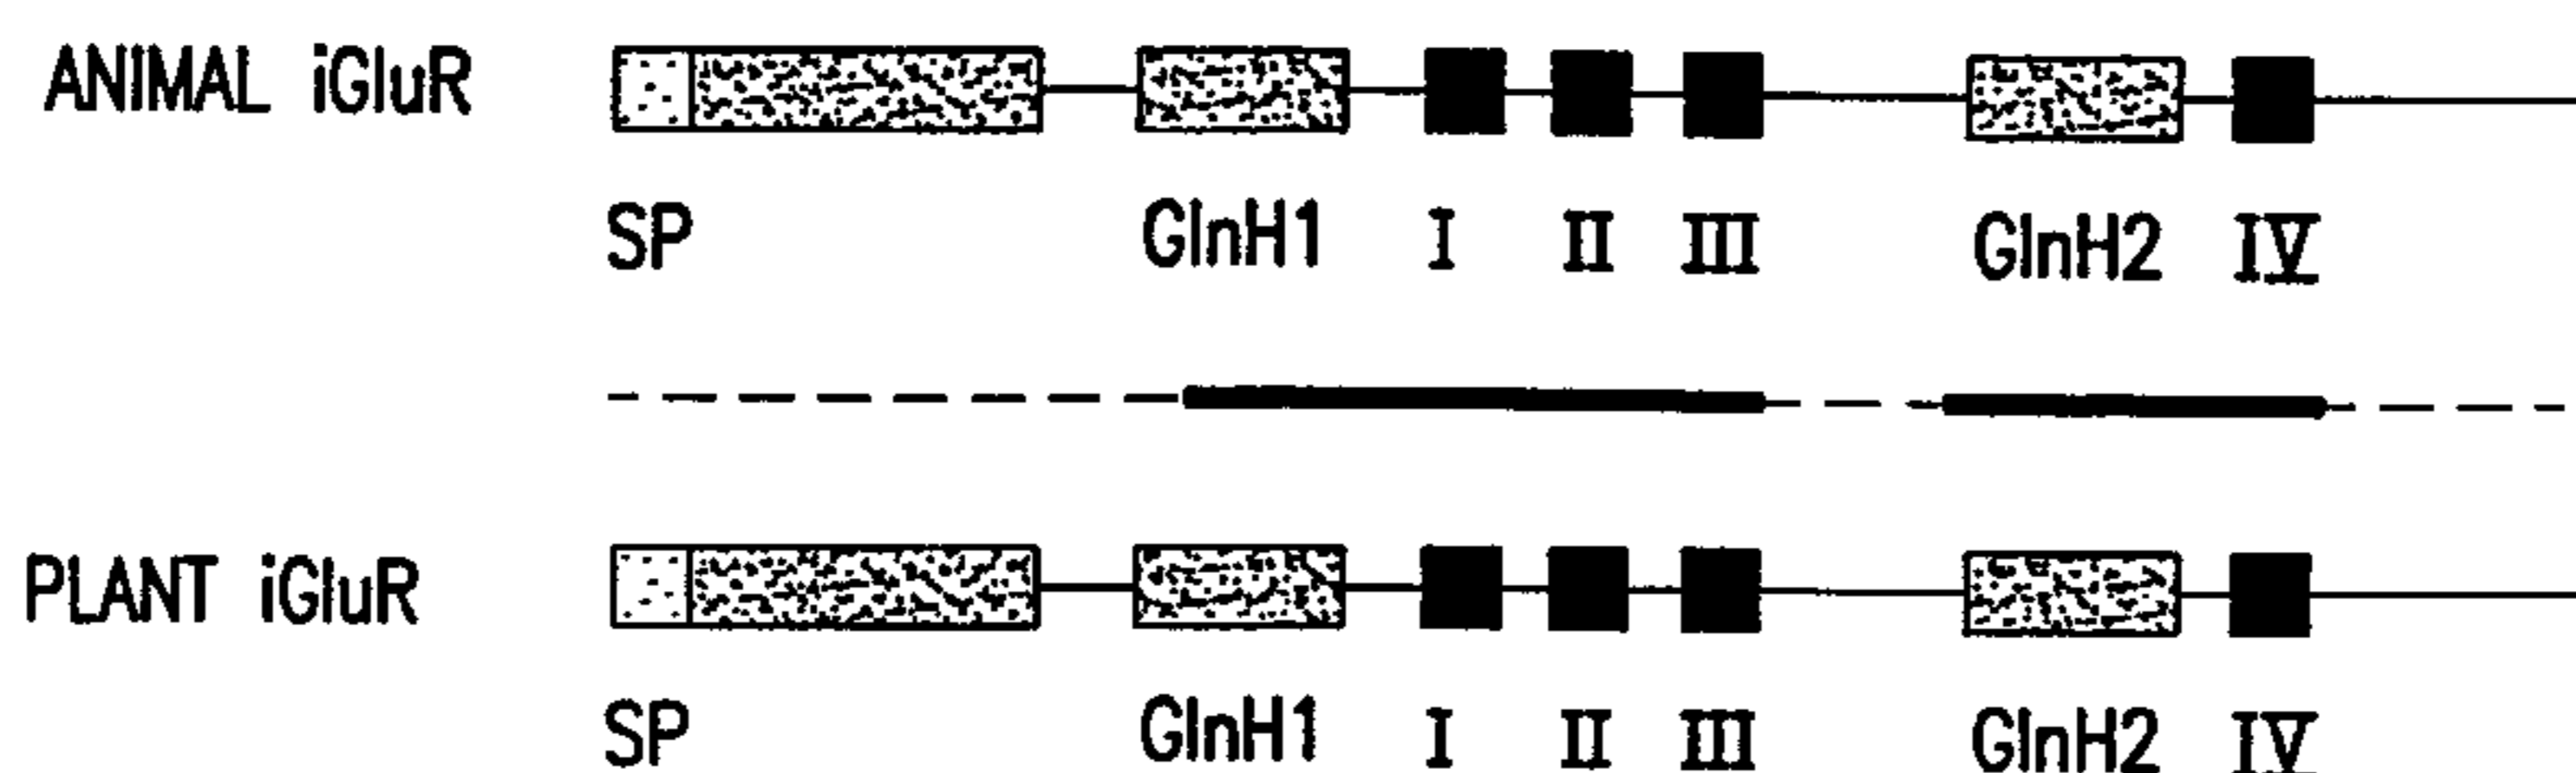 ANIMAL iGluR
SP GlnH1 I II III GlnH2 IV
PLANT iGluR
SP GlnH1 I II III GlnH2 IV